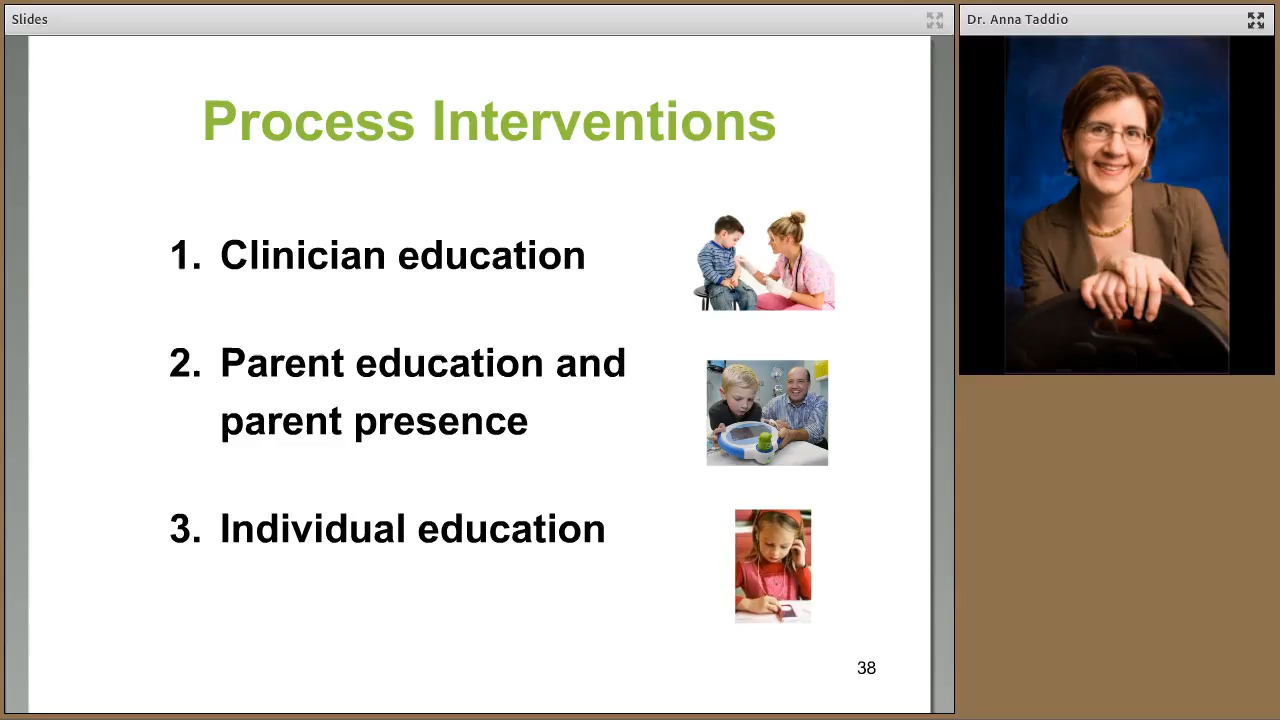 Slides
Dr. Anna Taddio
Process Interventions
1. Clinician education
2. Parent education and
parent presence
3. Individual education
38